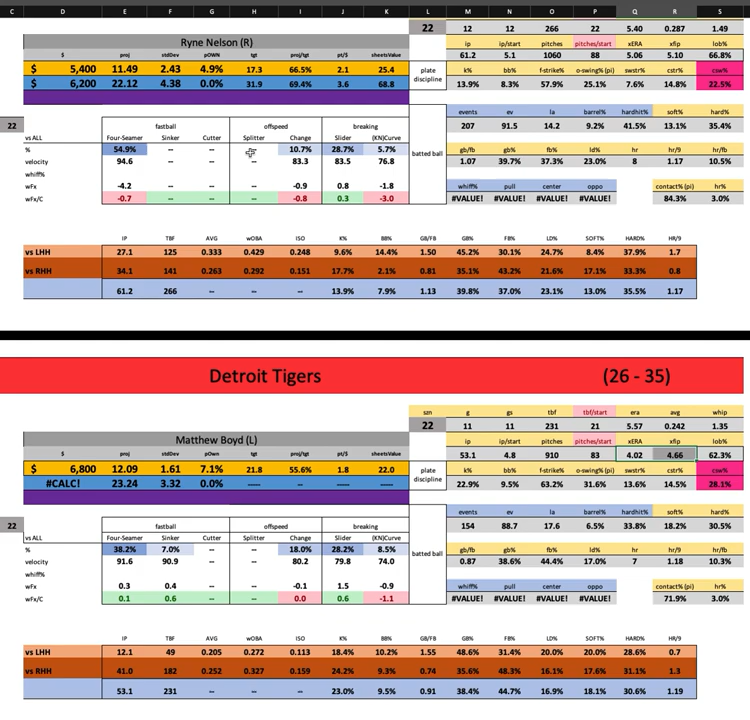 C D E F G H I J K L M N O P Q R S
22 12 12 266 22 5.40 0.287 1.49
Ryne Nelson (R) ip ip/start pitches pitches/start xERA xfip lob%
61.2 5.1 1060 88 5.06 5.10 66.8%
$ proj stdDev pOWN tgt proj/tgt pt/$ sheetsValue
$ 5,400 11.49 2.43 4.9% 17.3 66.5% 2.1 25.4 plate discipline k% bb% f-strike% o-swing% (pi) swstr% cstr% csw%
$ 6,200 22.12 4.38 0.0% 31.9 69.4% 3.6 68.8 13.9% 8.3% 57.9% 25.1% 7.6% 14.8% 22.5%
events ev la barrel% hardhit% soft% hard%
22 fastball offspeed breaking 207 91.5 14.2 9.2% 41.5% 13.1% 35.4%
vs ALL Four-Seamer Sinker Cutter Splitter Change Slider (KN)Curve
% 54.9% -- -- -- 10.7% 28.7% 5.7% batted ball gb/fb gb% fb% ld% hr hr/9 hr/fb
velocity 94.6 -- -- -- 83.3 83.5 76.8 1.07 39.7% 37.3% 23.0% 8 1.17 10.5%
whiff%
wFx -4.2 -- -- -- -0.9 0.8 -1.8 whiff% pull center oppo contact% (pi) hr%
wFx/C -0.7 -- -- -- -0.8 0.3 -3.0 #VALUE! #VALUE! #VALUE! #VALUE! 84.3% 3.0%
IP TBF AVG wOBA ISO K% BB% GB/FB GB% FB% LD% SOFT% HARD% HR/9
vs LHH 27.1 125 0.333 0.429 0.248 9.6% 14.4% 1.50 45.2% 30.1% 24.7% 8.4% 37.9% 1.7
vs RHH 34.1 141 0.263 0.292 0.151 17.7% 2.1% 0.81 35.1% 43.2% 21.6% 17.1% 33.3% 0.8
61.2 266 -- -- 13.9% 7.9% 1.13 39.8% 37.0% 23.1% 13.0% 35.5% 1.17
Detroit Tigers (26 - 35)
szn g gs tbf tbf/start era avg whip
22 11 11 231 21 5.57 0.242 1.35
Matthew Boyd (L) ip ip/start pitches pitches/start xERA xfip lob%
$ proj stdDev pOwn tgt proj/tgt pt/$ sheetsValue 53.1 4.8 910 83 4.02 4.66 62.3%
$ 6,800 12.09 1.61 7.1% 21.8 55.6% 1.8 22.0 plate discipline k% bb% f-strike% o-swing% (pi) swstr% cstr% csw%
#CALC! 23.24 3.32 0.0% ----- ----- ----- ----- 22.9% 9.5% 63.2% 31.6% 13.6% 14.5% 28.1%
events ev la barrel% hardhit% soft% hard%
22 fastball offspeed breaking 154 88.7 17.6 6.5% 33.8% 18.2% 30.5%
vs ALL Four-Seamer Sinker Cutter Splitter Change Slider (KN)Curve
% 38.2% 7.0% -- -- 18.0% 28.2% 8.5% batted ball gb/fb gb% fb% ld% hr hr/9 hr/fb
velocity 91.6 90.9 -- -- 80.2 79.8 74.0 0.87 38.6% 44.4% 17.0% 7 1.18 10.3%
whiff%
wFx 0.3 0.4 -- -- -0.1 1.5 -0.9 whiff% pull center oppo contact% (pi) hr%
wFx/C 0.1 0.6 -- -- 0.0 0.6 -1.1 #VALUE! #VALUE! #VALUE! #VALUE! 71.9% 3.0%
IP TBF AVG wOBA ISO K% BB% GB/FB GB% FB% LD% SOFT% HARD% HR/9
vs LHH 12.1 49 0.205 0.272 0.113 18.4% 10.2% 1.55 48.6% 31.4% 20.0% 20.0% 28.6% 0.7
vs RHH 41.0 182 0.252 0.327 0.159 24.2% 9.3% 0.74 35.6% 48.3% 16.1% 17.6% 31.1% 1.3
53.1 231 -- -- 23.0% 9.5% 0.91 38.4% 44.7% 16.9% 18.1% 30.6% 1.19